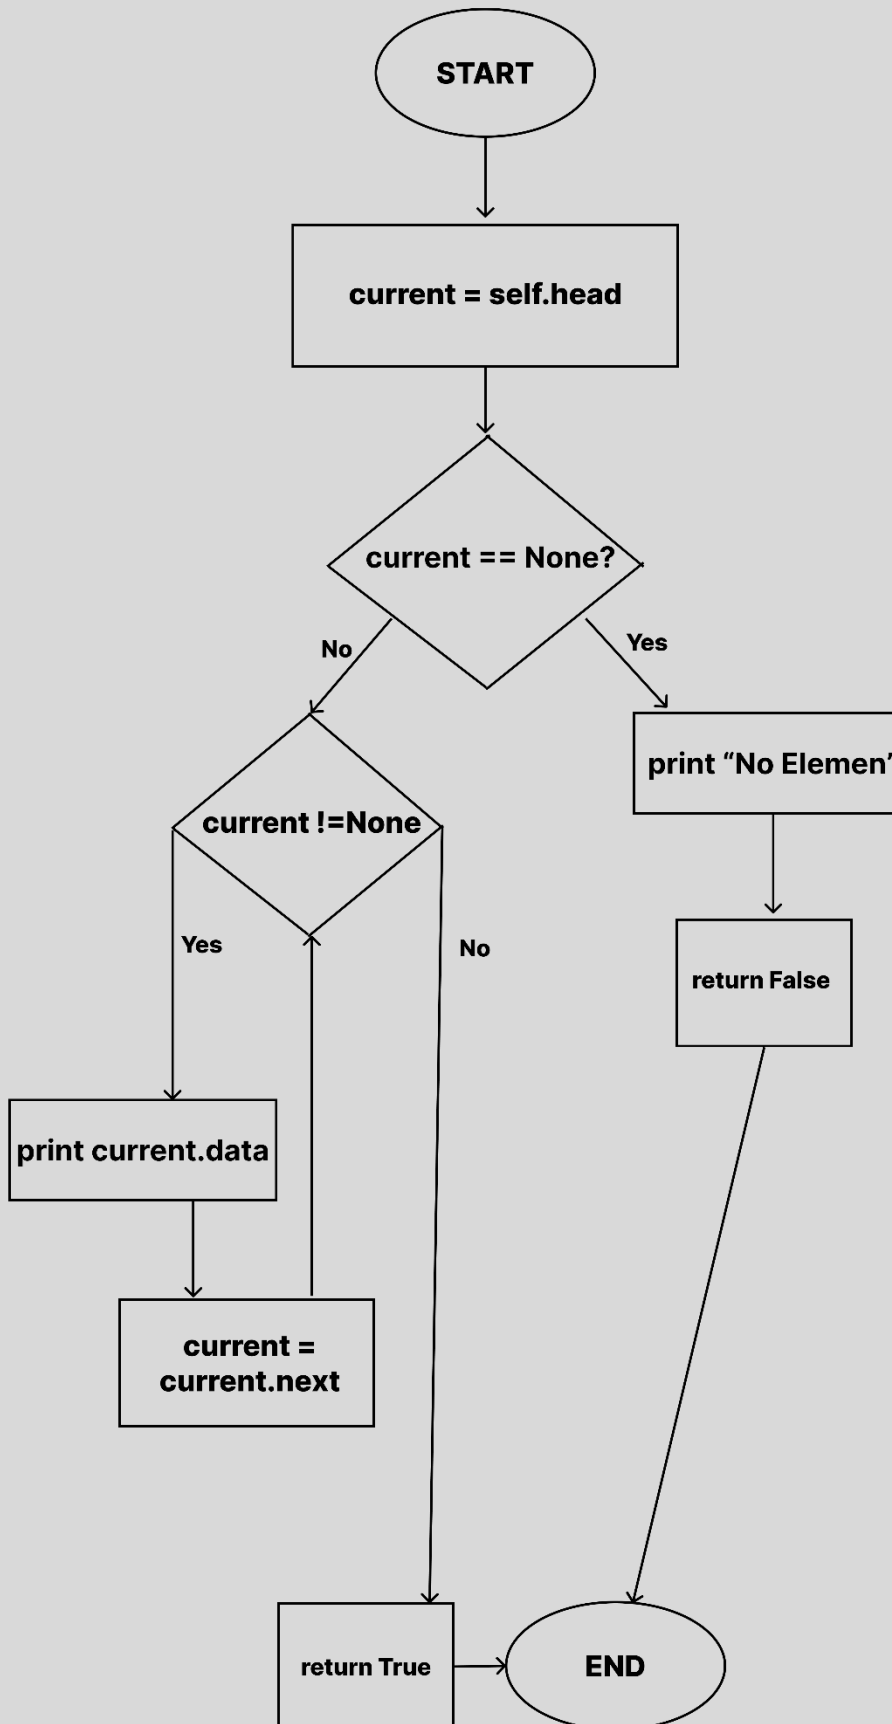 START
current = self.head
current == None?
No
Yes
print “No Elemen”
current !=None
Yes
No
return False
print current.data
current =
current.next
return True
END